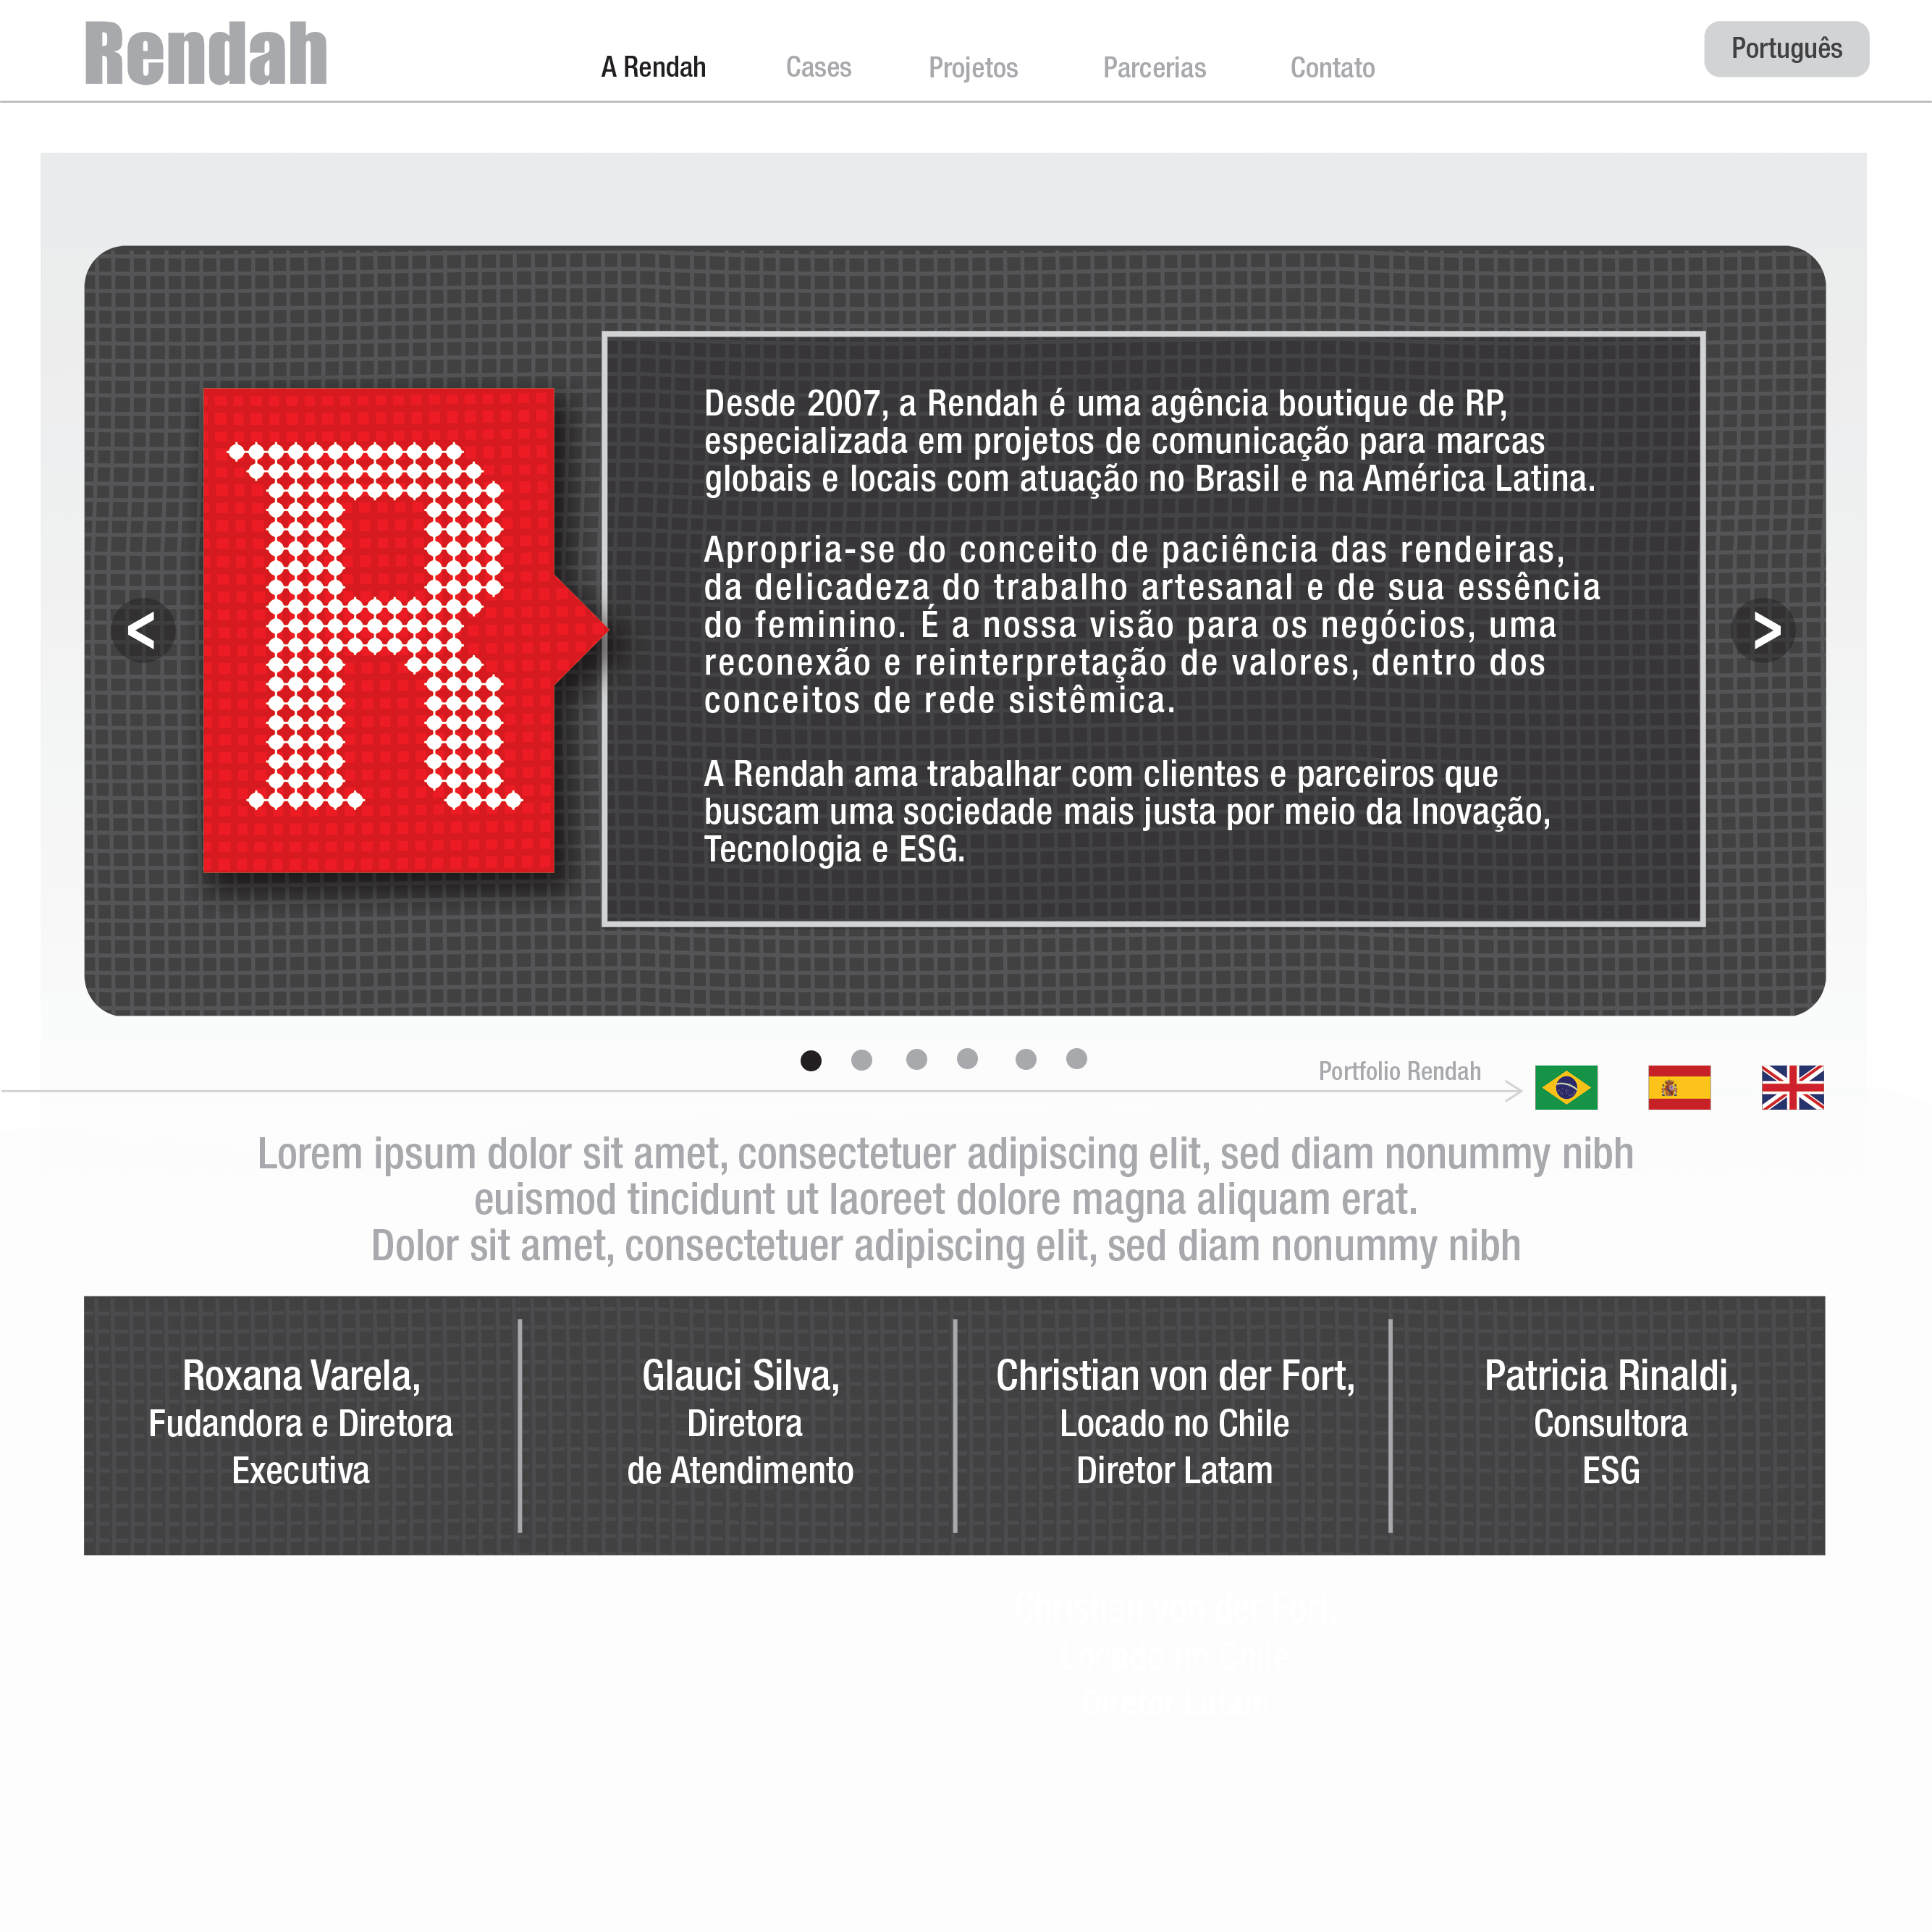 Rendah
A Rendah
Cases
Projetos
Parcerias
Contato
Português
R
Desde 2007, a Rendah é uma agência boutique de RP,
especializada em projetos de comunicação para marcas
globais e locais com atuação no Brasil e na América Latina.
Apropria-se do conceito de paciência das rendeiras,
da delicadeza do trabalho artesanal e de sua essência
do feminino. É a nossa visão para os negócios, uma
reconexão e reinterpretação de valores, dentro dos
conceitos de rede sistêmica.
A Rendah ama trabalhar com clientes e parceiros que
buscam uma sociedade mais justa por meio da Inovação,
Tecnologia e ESG.
<
>
Portfolio Rendah
Lorem ipsum dolor sit amet, consectetuer adipiscing elit, sed diam nonummy nibh
euismod tincidunt ut laoreet dolore magna aliquam erat.
Dolor sit amet, consectetuer adipiscing elit, sed diam nonummy nibh
Roxana Varela,
Fudandora e Diretora
Executiva
Glauci Silva,
Diretora
de Atendimento
Christian von der Fort,
Locado no Chile
Diretor Latam
Patricia Rinaldi,
Consultora
ESG
Christian von der Fort,
Locado no Chile
Diretor Latam